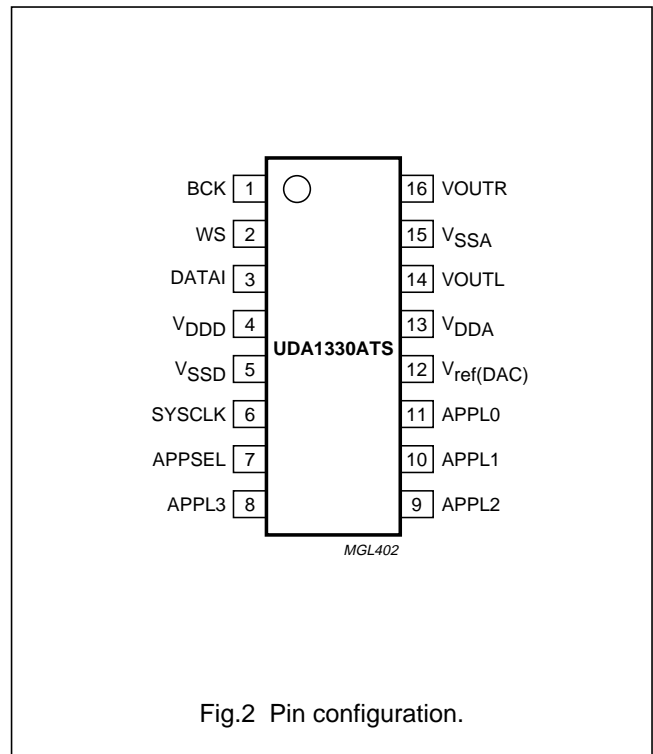 BCK 1 16 VOUTR
WS 2 15 VSSA
DATAI 3 14 VOUTL
VDDD 4 13 VDDA
UDA1330ATS
VSSD 5 12 Vref(DAC)
SYSCLK 6 11 APPL0
APPSEL 7 10 APPL1
APPL3 8 9 APPL2
MGL402
Fig.2 Pin configuration.